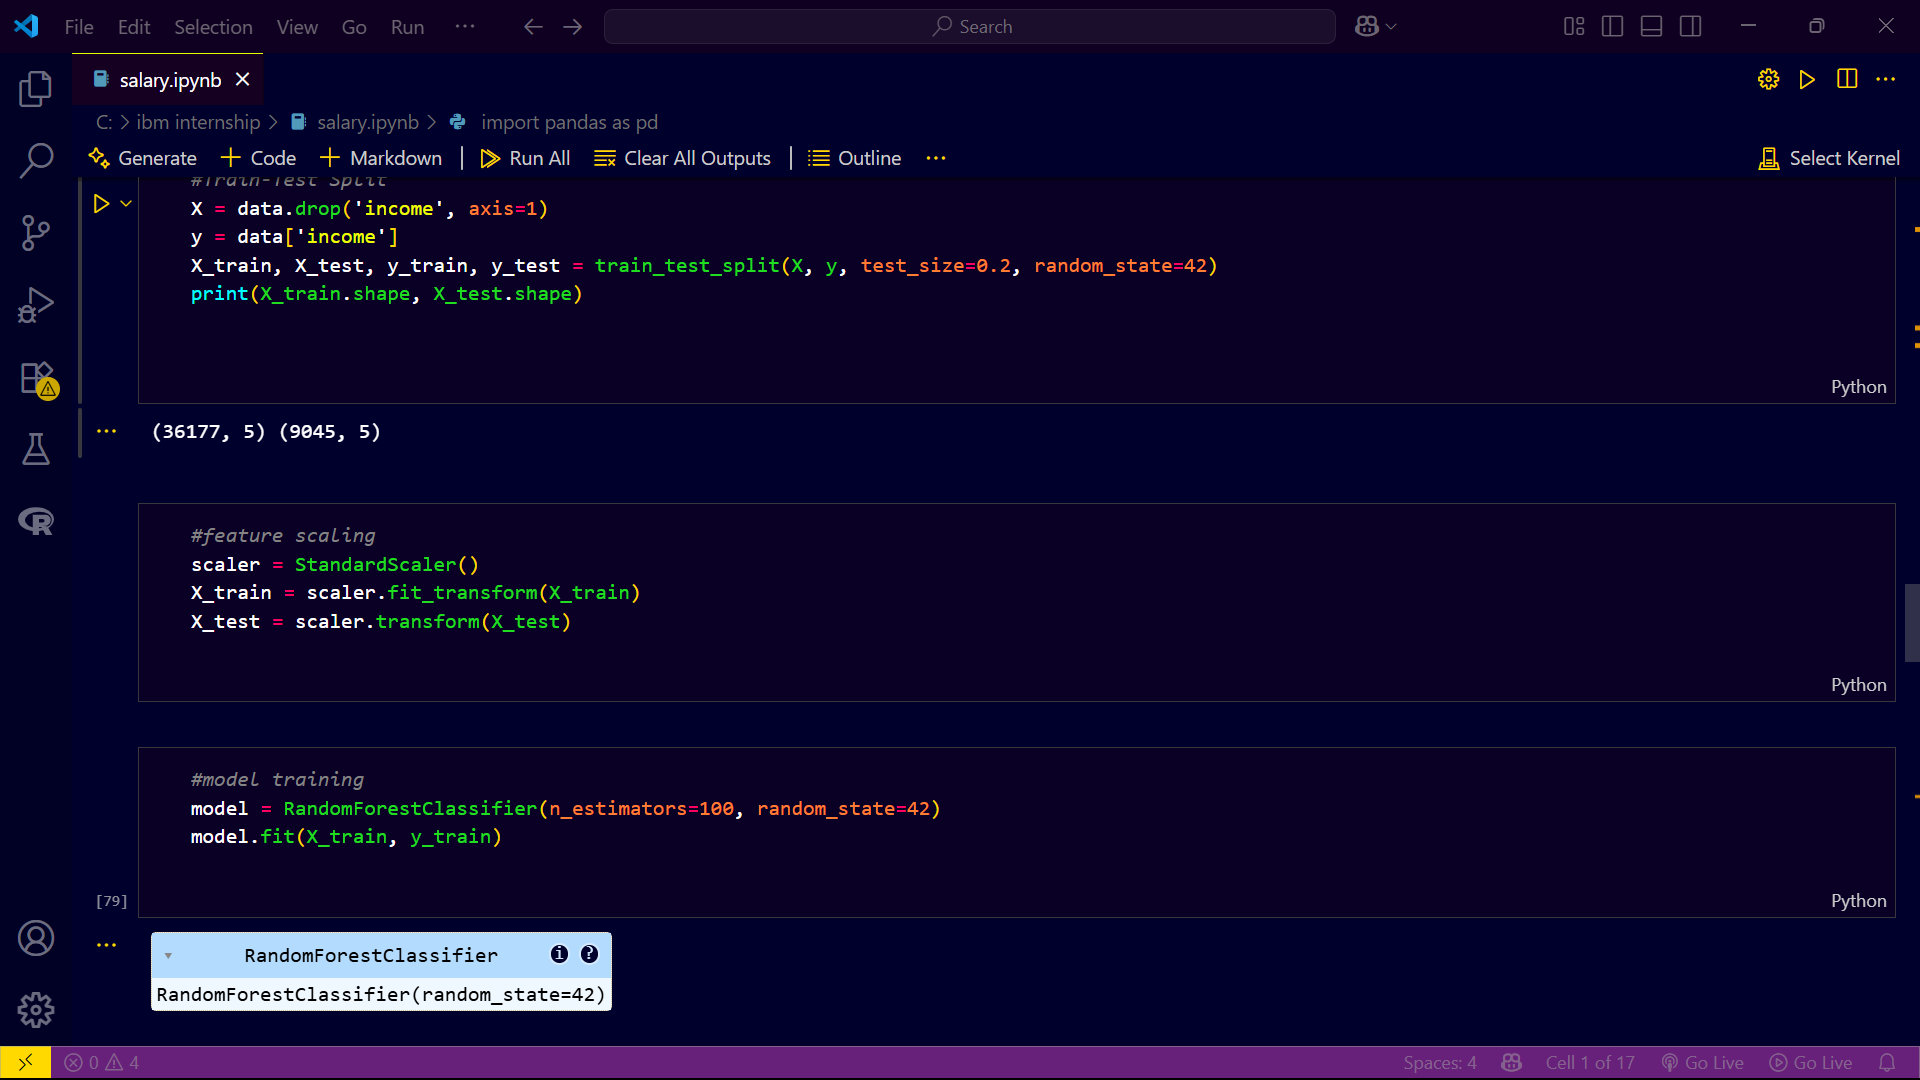 File Edit Selection View Go Run ··· Search
salary.ipynb
C: > ibm internship > salary.ipynb > import pandas as pd
Generate + Code + Markdown | Run All Clear All Outputs | Outline ··· Select Kernel
#Train-Test Split
X = data.drop('income', axis=1)
y = data['income']
X_train, X_test, y_train, y_test = train_test_split(X, y, test_size=0.2, random_state=42)
print(X_train.shape, X_test.shape)
Python
(36177, 5) (9045, 5)
#feature scaling
scaler = StandardScaler()
X_train = scaler.fit_transform(X_train)
X_test = scaler.transform(X_test)
Python
#model training
model = RandomForestClassifier(n_estimators=100, random_state=42)
model.fit(X_train, y_train)
[79] Python
RandomForestClassifier i ?
RandomForestClassifier(random_state=42)
0 4 Spaces: 4 Cell 1 of 17 Go Live Go Live